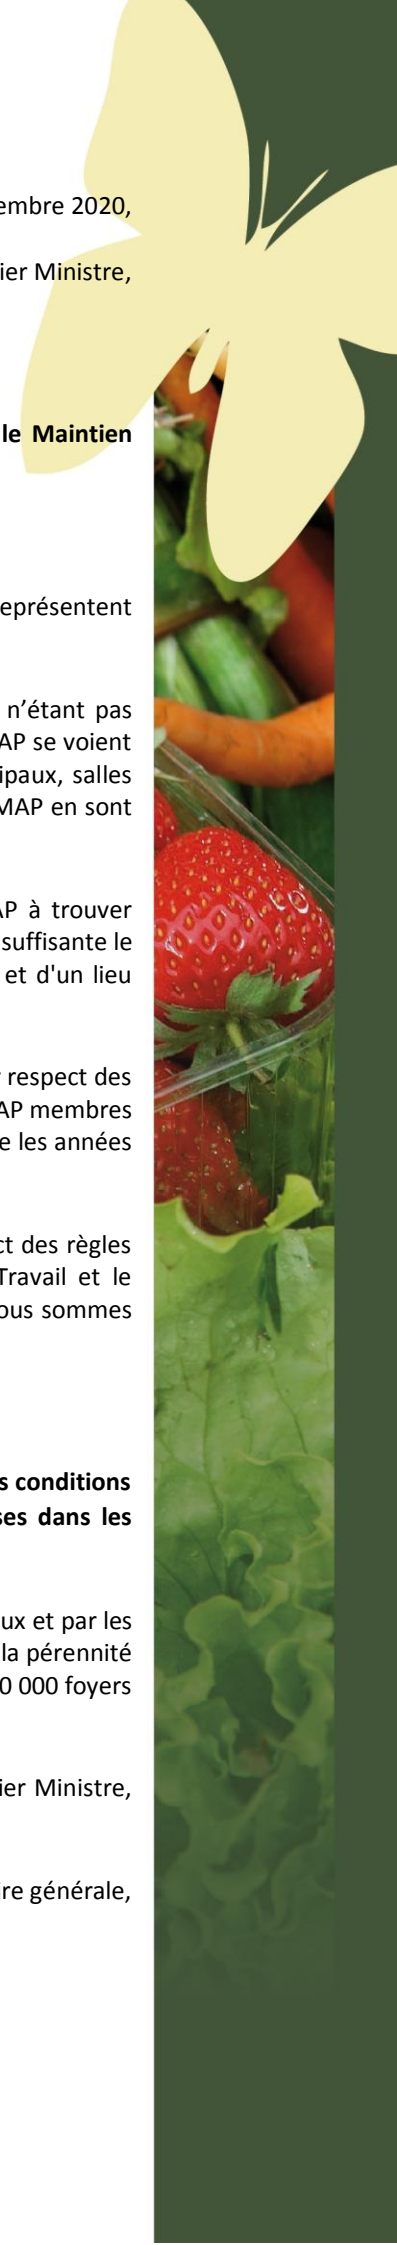 embre 2020,
ier Ministre,
le Maintien
eprésentent
n'étant pas
AP se voient
ipaux, salles
MAP en sont
AP à trouver
suffisante le
et d'un lieu
respect des
AP membres
e les années
ct des règles
Travail et le
ous sommes
s conditions
ses dans les
ux et par les
la pérennité
0 000 foyers
ier Ministre,
ire générale,